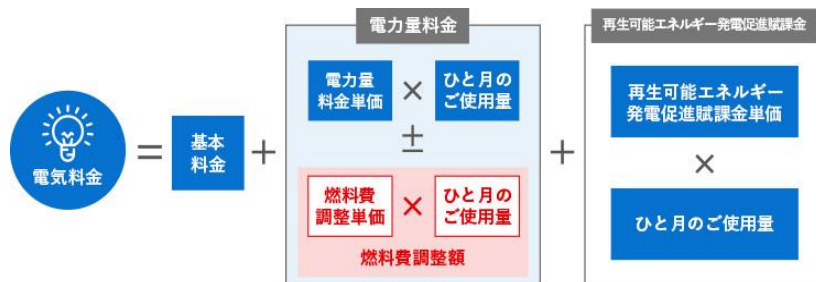 電気料金
=
基本
料金
+
電力量料金
電力量
料金単価
×
ひと月の
ご使用量
±
燃料費
調整単価
×
ひと月の
ご使用量
燃料費調整額
+
再生可能エネルギー発電促進賦課金
再生可能エネルギー
発電促進賦課金単価
×
ひと月のご使用量